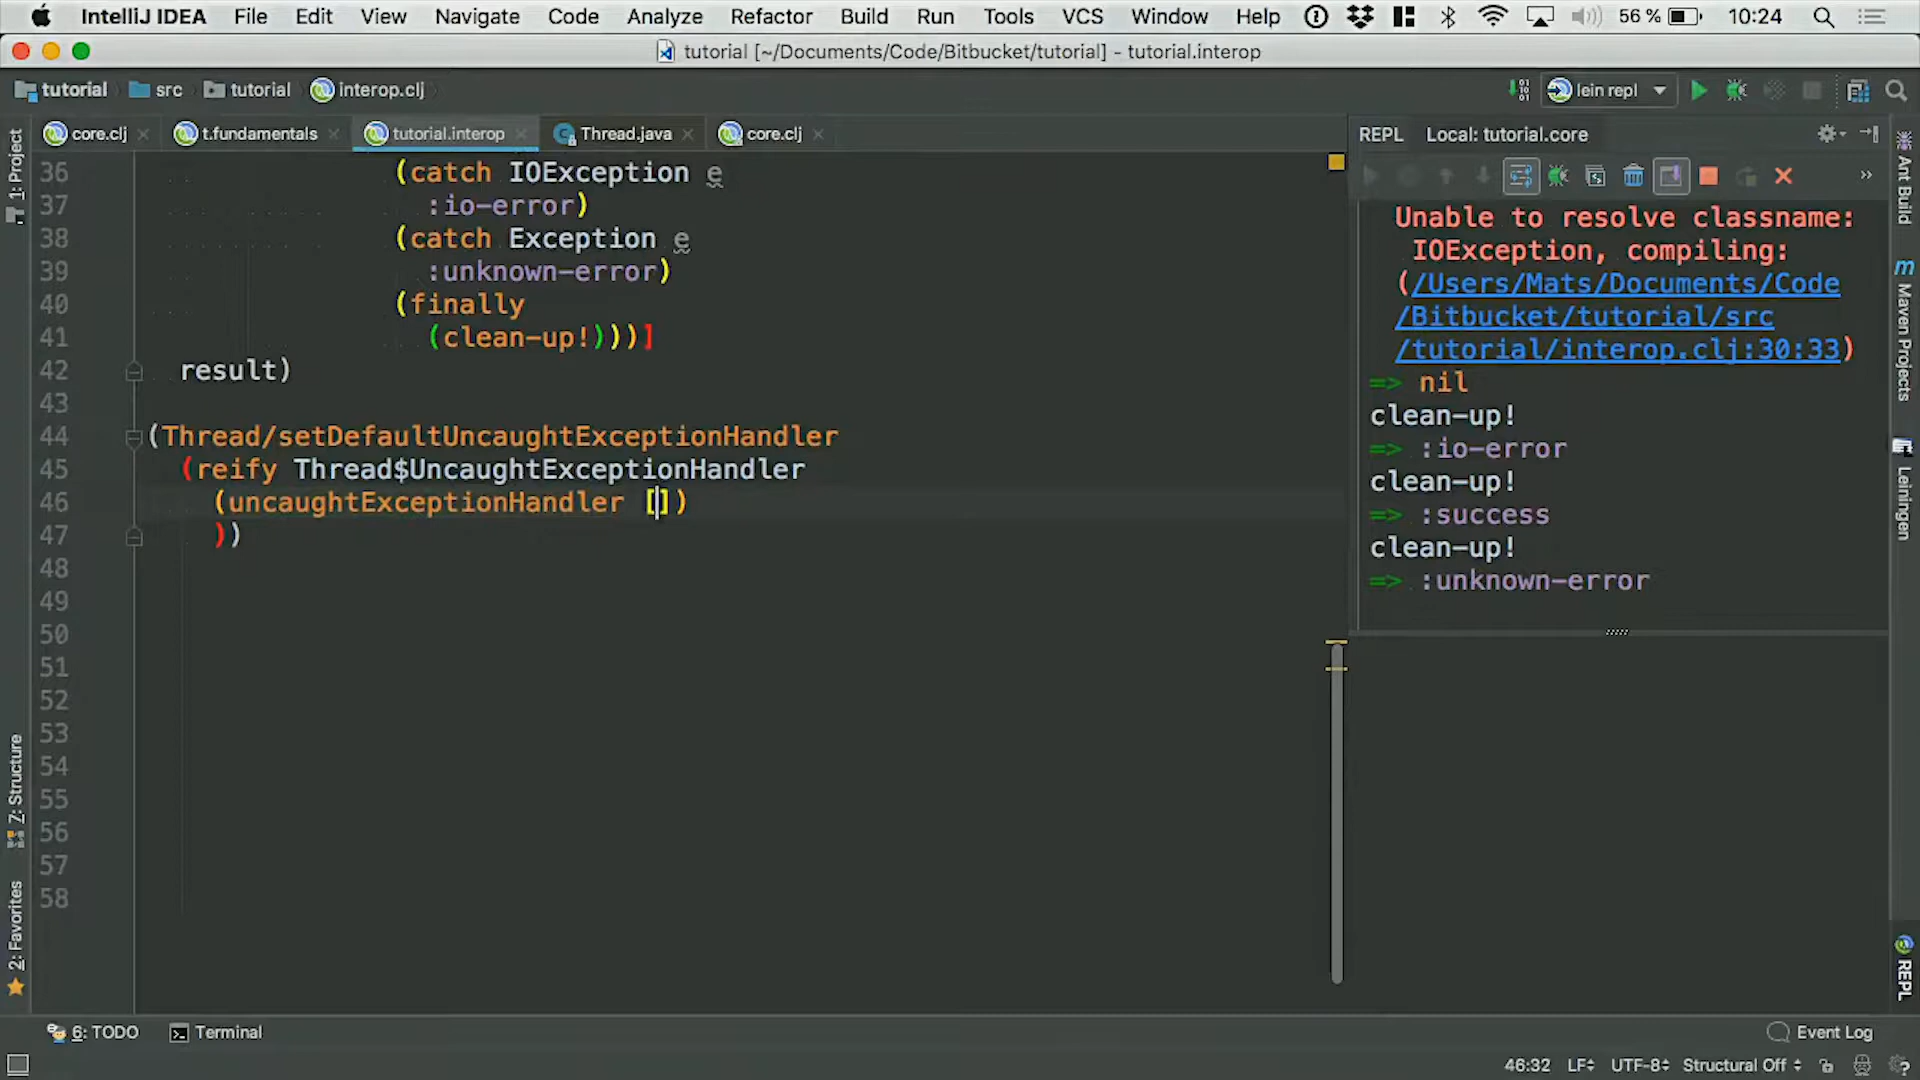 IntelliJ IDEA File Edit View Navigate Code Analyze Refactor Build Run Tools VCS Window Help 56 % 10:24
tutorial [~/Documents/Code/Bitbucket/tutorial] - tutorial.interop
tutorial src tutorial interop.clj lein repl
core.clj t.fundamentals tutorial.interop Thread.java core.clj
REPL Local: tutorial.core
1: Project
7: Structure
2: Favorites
36 (catch IOException e
37 :io-error)
38 (catch Exception e
39 :unknown-error)
40 (finally
41 (clean-up!)))]
42 result)
43
44 (Thread/setDefaultUncaughtExceptionHandler
45 (reify Thread$UncaughtExceptionHandler
46 (uncaughtExceptionHandler [])
47 ))
48
49
50
51
52
53
54
55
56
57
58
Unable to resolve classname:
IOException, compiling:
(/Users/Mats/Documents/Code
/Bitbucket/tutorial/src
/tutorial/interop.clj:30:33)
=> nil
clean-up!
=> :io-error
clean-up!
=> :success
clean-up!
=> :unknown-error
Ant Build
Maven Projects
Leiningen
REPL
6: TODO Terminal Event Log
46:32 LF UTF-8 Structural Off